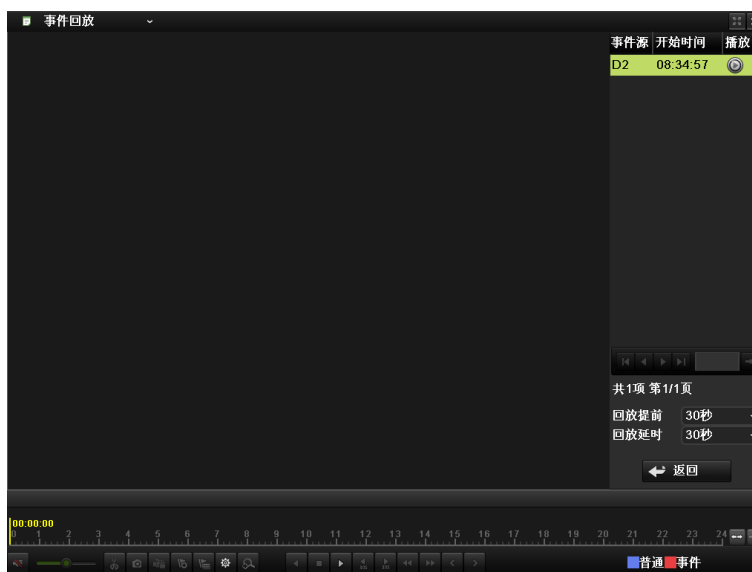 事件回放
事件源 开始时间 播放
D2 08:34:57
共1项 第1/1页
回放提前 30秒
回放延时 30秒
返回
00:00:00
0 1 2 3 4 5 6 7 8 9 10 11 12 13 14 15 16 17 18 19 20 21 22 23 24
普通 事件